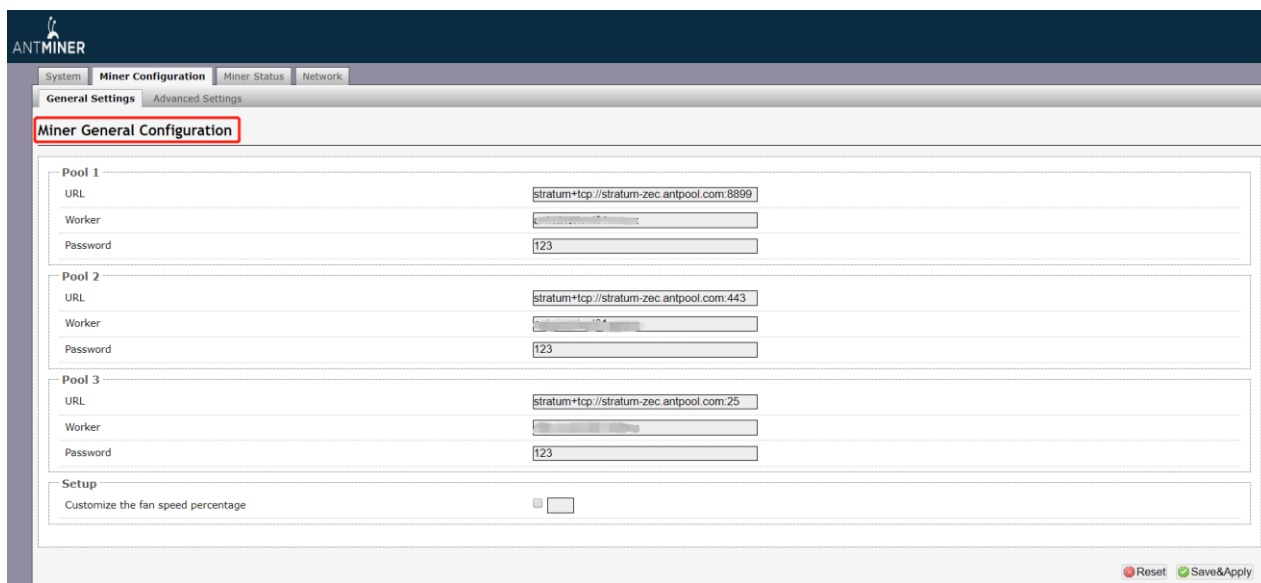 ANTMINER
System Miner Configuration Miner Status Network
General Settings Advanced Settings
Miner General Configuration
Pool 1
URL stratum+tcp://stratum-zec.antpool.com:8899
Worker
Password 123
Pool 2
URL stratum+tcp://stratum-zec.antpool.com:443
Worker
Password 123
Pool 3
URL stratum+tcp://stratum-zec.antpool.com:25
Worker
Password 123
Setup
Customize the fan speed percentage
Reset Save&Apply